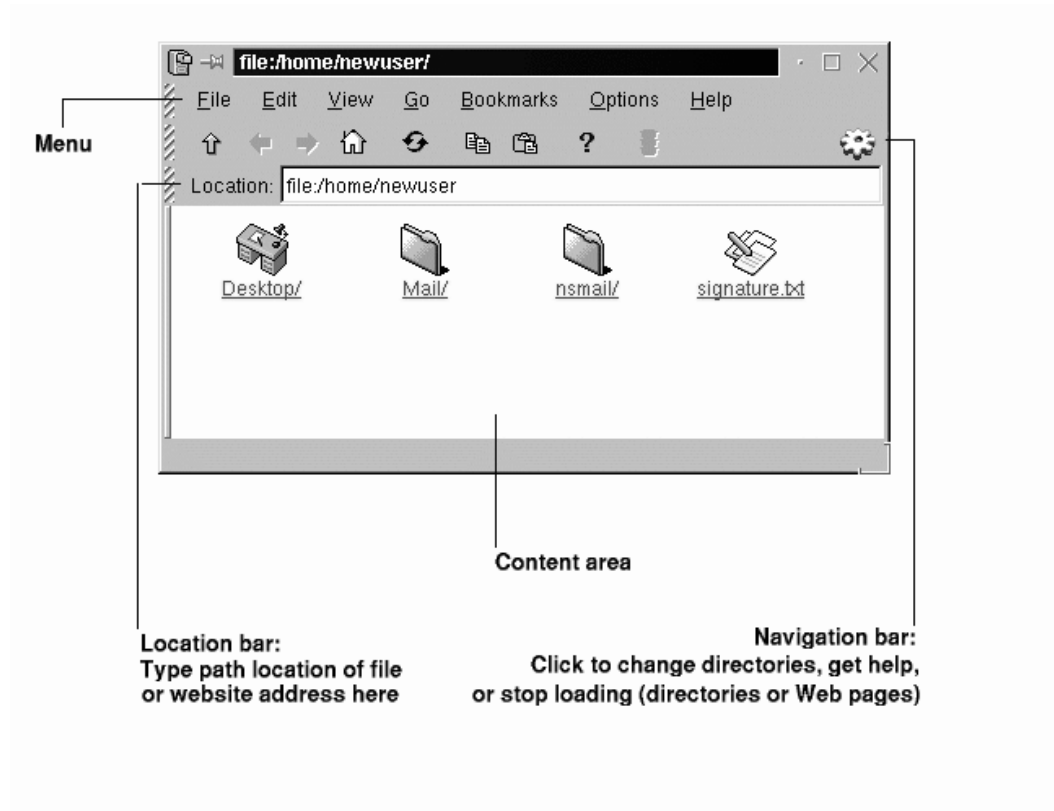 file:/home/newuser/
File Edit View Go Bookmarks Options Help
Menu
?
Location: file:/home/newuser
Desktop/ Mail/ nsmail/ signature.txt
Content area
Location bar:
Type path location of file
or website address here
Navigation bar:
Click to change directories, get help,
or stop loading (directories or Web pages)